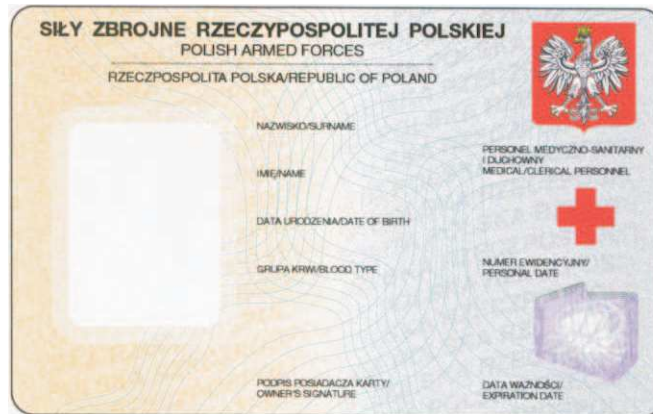 SIŁY ZBROJNE RZECZYPOSPOLITEJ POLSKIEJ
POLISH ARMED FORCES
RZECZPOSPOLITA POLSKA/REPUBLIC OF POLAND
NAZWISKO/SURNAME
IMIĘ/NAME
DATA URODZENIA/DATE OF BIRTH
GRUPA KRWI/BLOOD TYPE
PODPIS POSIADACZA KARTY/
OWNER'S SIGNATURE
PERSONEL MEDYCZNO-SANITARNY
I DUCHOWNY
MEDICAL/CLERICAL PERSONNEL
NUMER EWIDENCYJNY/
PERSONAL DATE
DATA WAŻNOŚCI/
EXPIRATION DATE